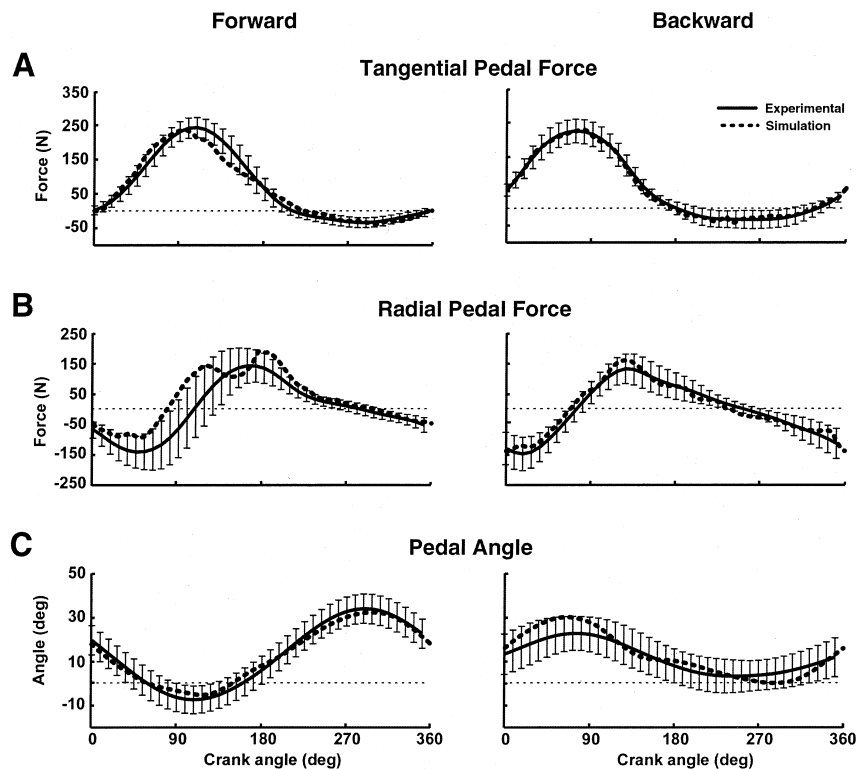 Forward Backward
A Tangential Pedal Force
350
250
150
50
-50
Force (N)
Experimental
Simulation
B Radial Pedal Force
250
150
50
-50
-150
-250
Force (N)
C Pedal Angle
50
30
10
-10
Angle (deg)
0 90 180 270 360 0 90 180 270 360
Crank angle (deg) Crank angle (deg)